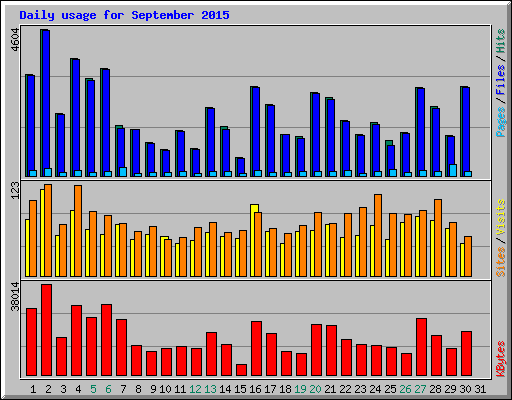 Daily usage for September 2015
4604
Pages / Files / Hits
123
Sites / Visits
38014
KBytes
1 2 3 4 5 6 7 8 9 10 11 12 13 14 15 16 17 18 19 20 21 22 23 24 25 26 27 28 29 30 31